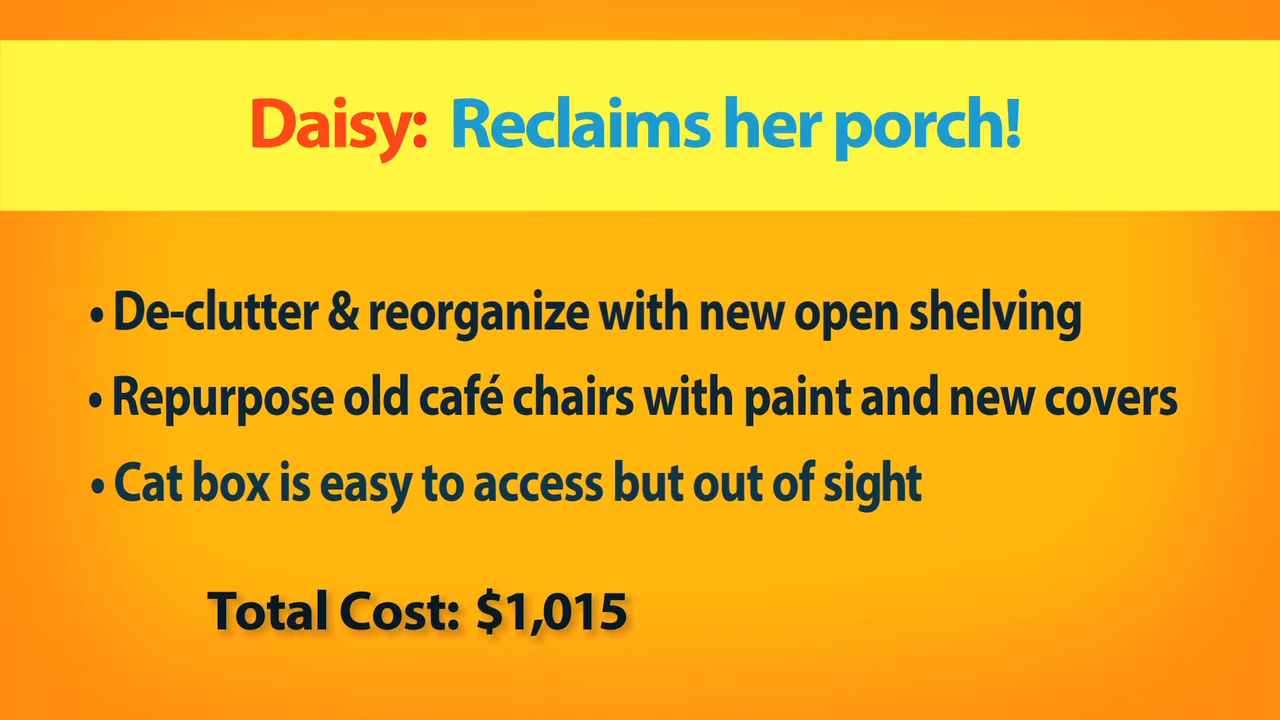 Daisy: Reclaims her porch!
• De-clutter & reorganize with new open shelving
• Repurpose old café chairs with paint and new covers
• Cat box is easy to access but out of sight
Total Cost: $1,015